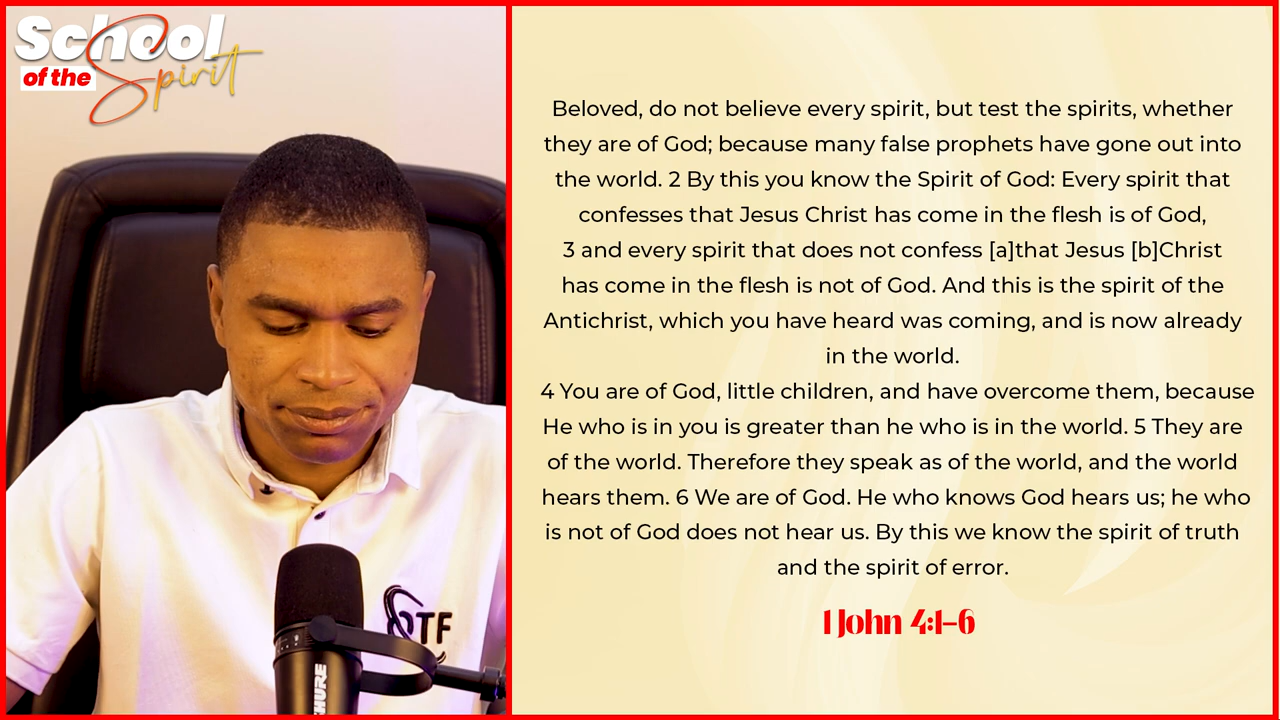 School
of the Spirit
Beloved, do not believe every spirit, but test the spirits, whether
they are of God; because many false prophets have gone out into
the world. 2 By this you know the Spirit of God: Every spirit that
confesses that Jesus Christ has come in the flesh is of God,
3 and every spirit that does not confess [a]that Jesus [b]Christ
has come in the flesh is not of God. And this is the spirit of the
Antichrist, which you have heard was coming, and is now already
in the world.
4 You are of God, little children, and have overcome them, because
He who is in you is greater than he who is in the world. 5 They are
of the world. Therefore they speak as of the world, and the world
hears them. 6 We are of God. He who knows God hears us; he who
is not of God does not hear us. By this we know the spirit of truth
and the spirit of error.
1 John 4:1-6
OTF